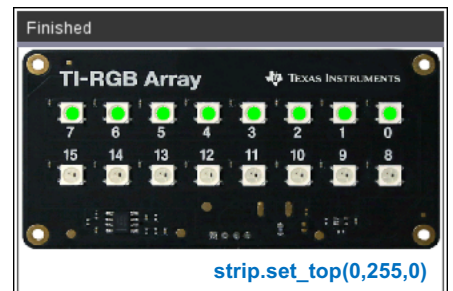 Finished
TI-RGB Array TEXAS INSTRUMENTS
7 6 5 4 3 2 1 0
15 14 13 12 11 10 9 8
strip.set_top(0,255,0)